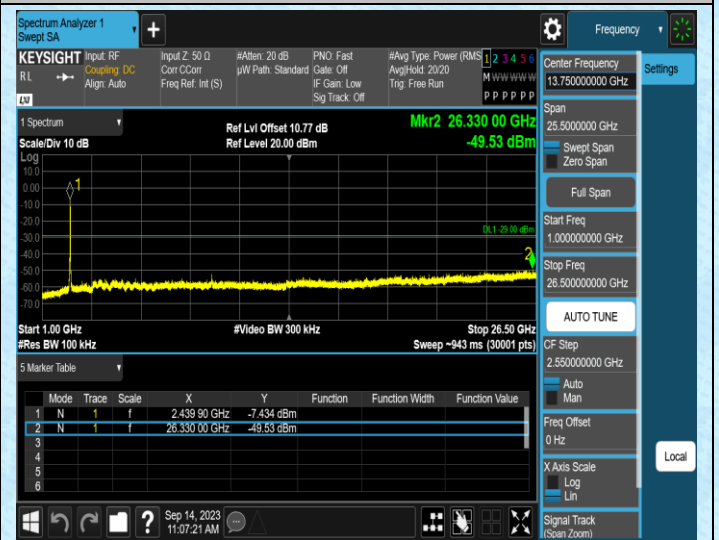 Spectrum Analyzer 1
Swept SA
+
Frequency
KEYSIGHT Input: RF Input Z: 50 Ω #Atten: 20 dB PNO: Fast #Avg Type: Power (RMS 1 2 3 4 5 6
RL Coupling: DC Corr CCorr µW Path: Standard Gate: Off Avg|Hold: 20/20 M W W W W W
Align: Auto Freq Ref: Int (S) IF Gain: Low Trig: Free Run
Sig Track: Off P P P P P P
LXI
1 Spectrum
Scale/Div 10 dB
Ref Lvl Offset 10.77 dB
Ref Level 20.00 dBm
Mkr2 26.330 00 GHz
-49.53 dBm
Log
10.0
0.00
-10.0
-20.0
-30.0
-40.0
-50.0
-60.0
-70.0
1
DL1 -29.00 dBm
2
Start 1.00 GHz #Video BW 300 kHz Stop 26.50 GHz
#Res BW 100 kHz Sweep ~943 ms (30001 pts)
5 Marker Table
Mode Trace Scale X Y Function Function Width Function Value
1 N 1 f 2.439 90 GHz -7.434 dBm
2 N 1 f 26.330 00 GHz -49.53 dBm
3
4
5
6
Sep 14, 2023
11:07:21 AM
Center Frequency
13.750000000 GHz
Settings
Span
25.5000000 GHz
Swept Span
Zero Span
Full Span
Start Freq
1.000000000 GHz
Stop Freq
26.500000000 GHz
AUTO TUNE
CF Step
2.550000000 GHz
Auto
Man
Freq Offset
0 Hz
X Axis Scale
Log
Lin
Local
Signal Track
(Span Zoom)